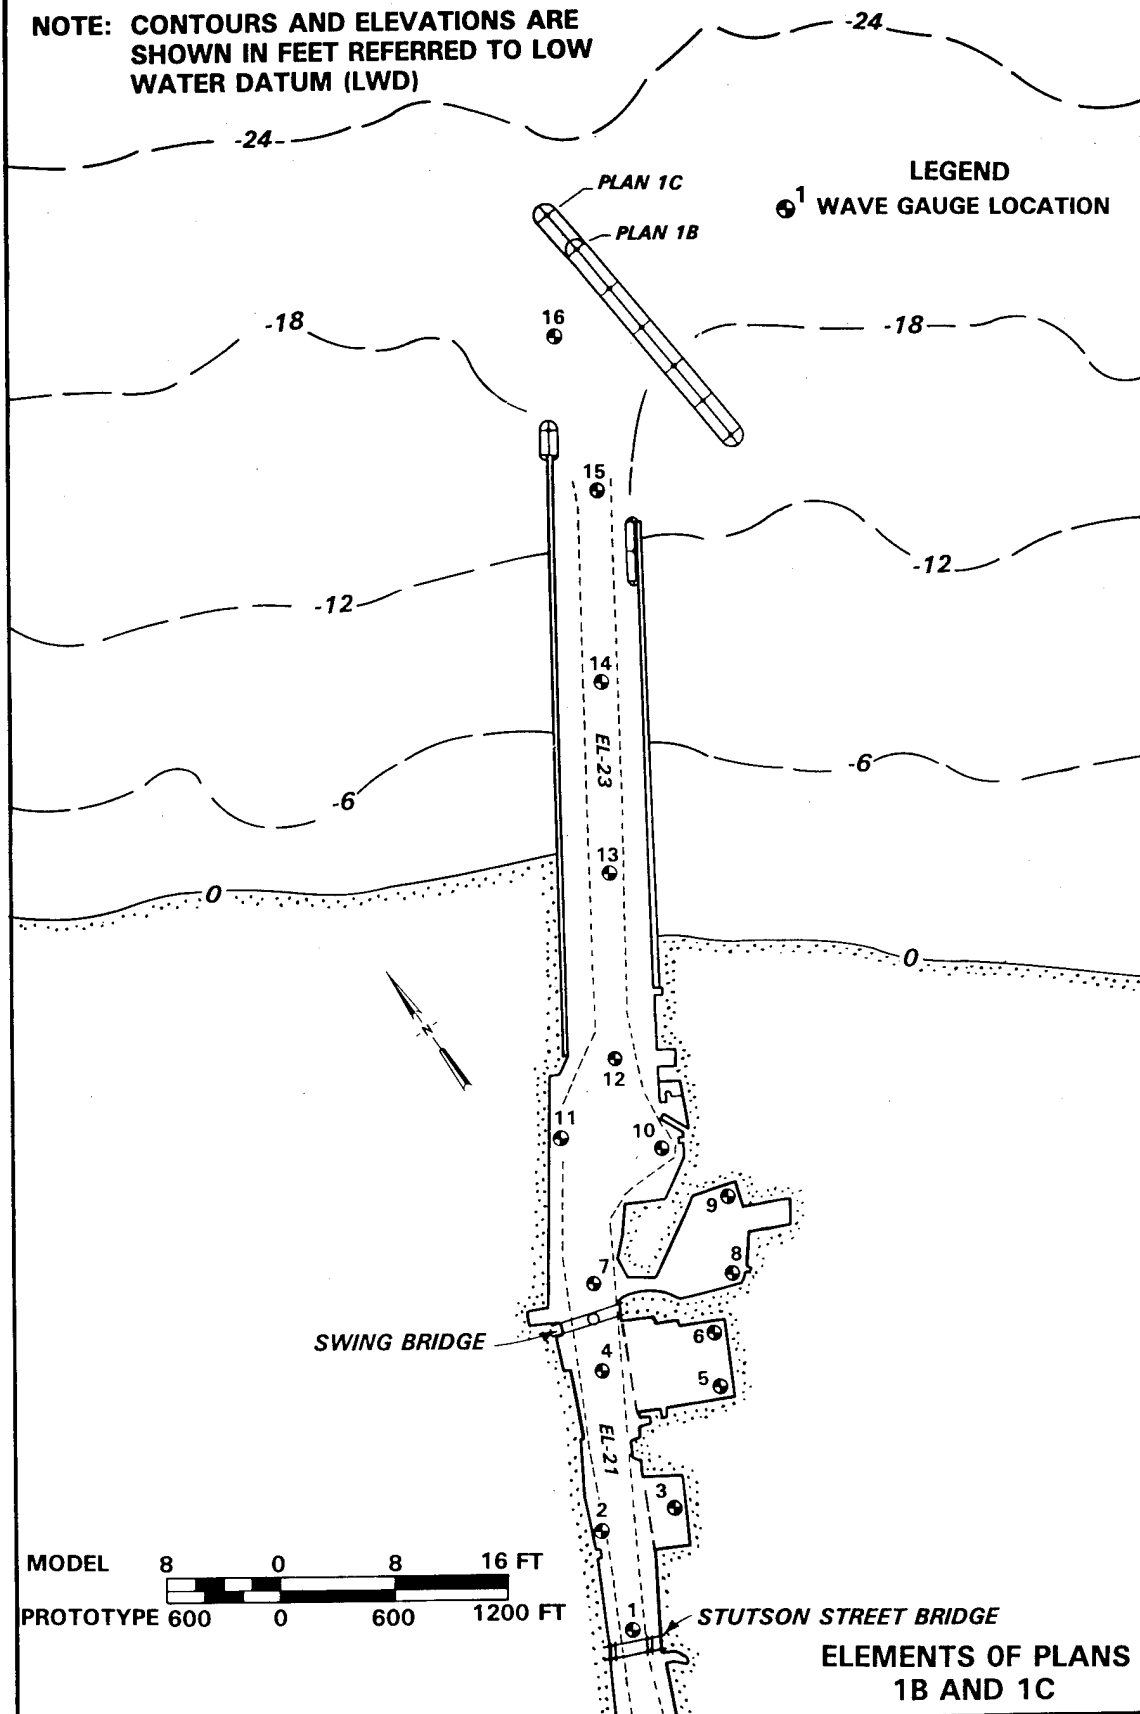 NOTE: CONTOURS AND ELEVATIONS ARE
SHOWN IN FEET REFERRED TO LOW
WATER DATUM (LWD)
-24
-24
LEGEND
1 WAVE GAUGE LOCATION
PLAN 1C
PLAN 1B
16
-18
-18
15
-12
-12
14
EL-23
-6
-6
13
0
0
N
12
11
10
9
8
7
SWING BRIDGE
6
4
5
EL-21
3
2
MODEL 8 0 8 16 FT
PROTOTYPE 600 0 600 1200 FT
1
STUTSON STREET BRIDGE
ELEMENTS OF PLANS
1B AND 1C